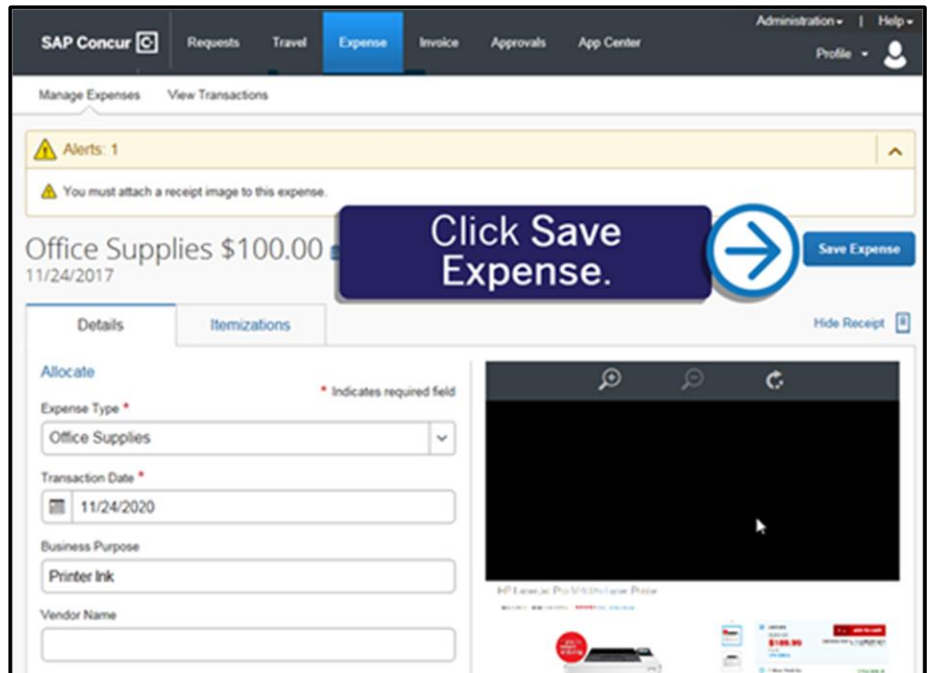 Administration | Help
SAP Concur C Requests Travel Expense Invoice Approvals App Center
Profile
Manage Expenses View Transactions
Alerts: 1
You must attach a receipt image to this expense.
Office Supplies $100.00
11/24/2017
Click Save
Expense.
Save Expense
Details Itemizations
Hide Receipt
Allocate
* Indicates required field
Expense Type *
Office Supplies
Transaction Date *
11/24/2020
Business Purpose
Printer Ink
Vendor Name